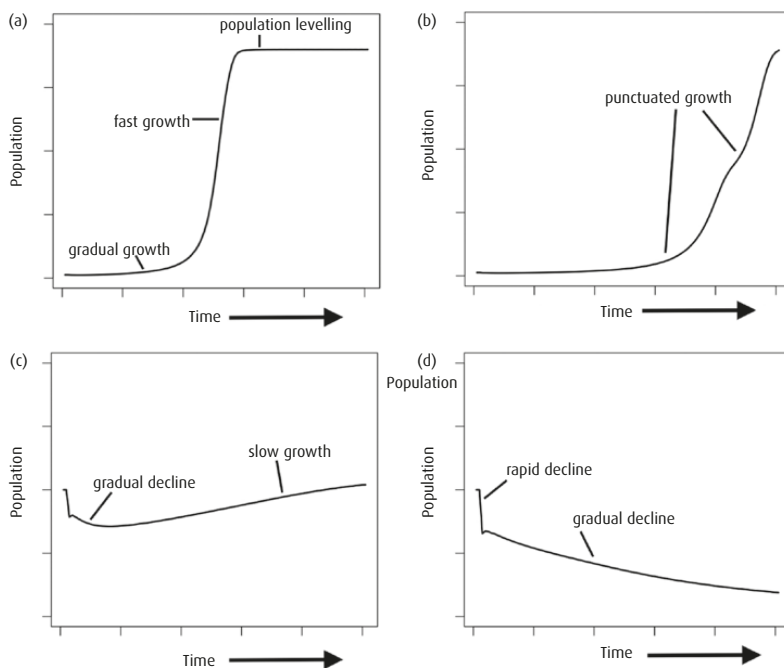 (a)
population levelling
fast growth
gradual growth
Population
Time
(b)
punctuated growth
Population
Time
(c)
gradual decline
slow growth
Population
Time
(d)
Population
rapid decline
gradual decline
Population
Time